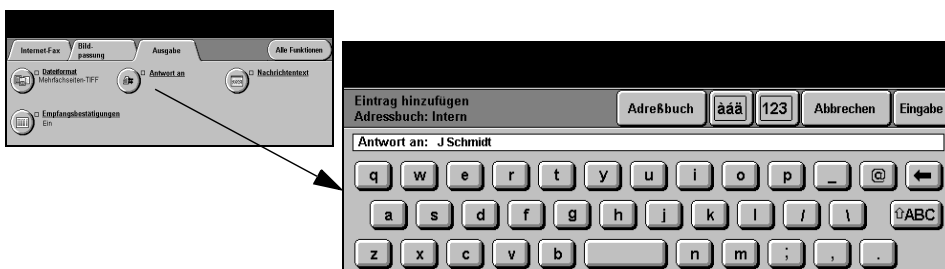 Internet-Fax
Bild-
passung
Ausgabe
Alle Funktionen
Dateiformat
Mehrfachseiten-TIFF
Antwort an
Nachrichtentext
Empfangsbestätigungen
Ein
Eintrag hinzufügen
Adressbuch: Intern
Adreßbuch
àáä
123
Abbrechen
Eingabe
Antwort an: J Schmidt
q w e r t y u i o p _ @
a s d f g h j k l / \ ⇧ABC
z x c v b n m ; , .